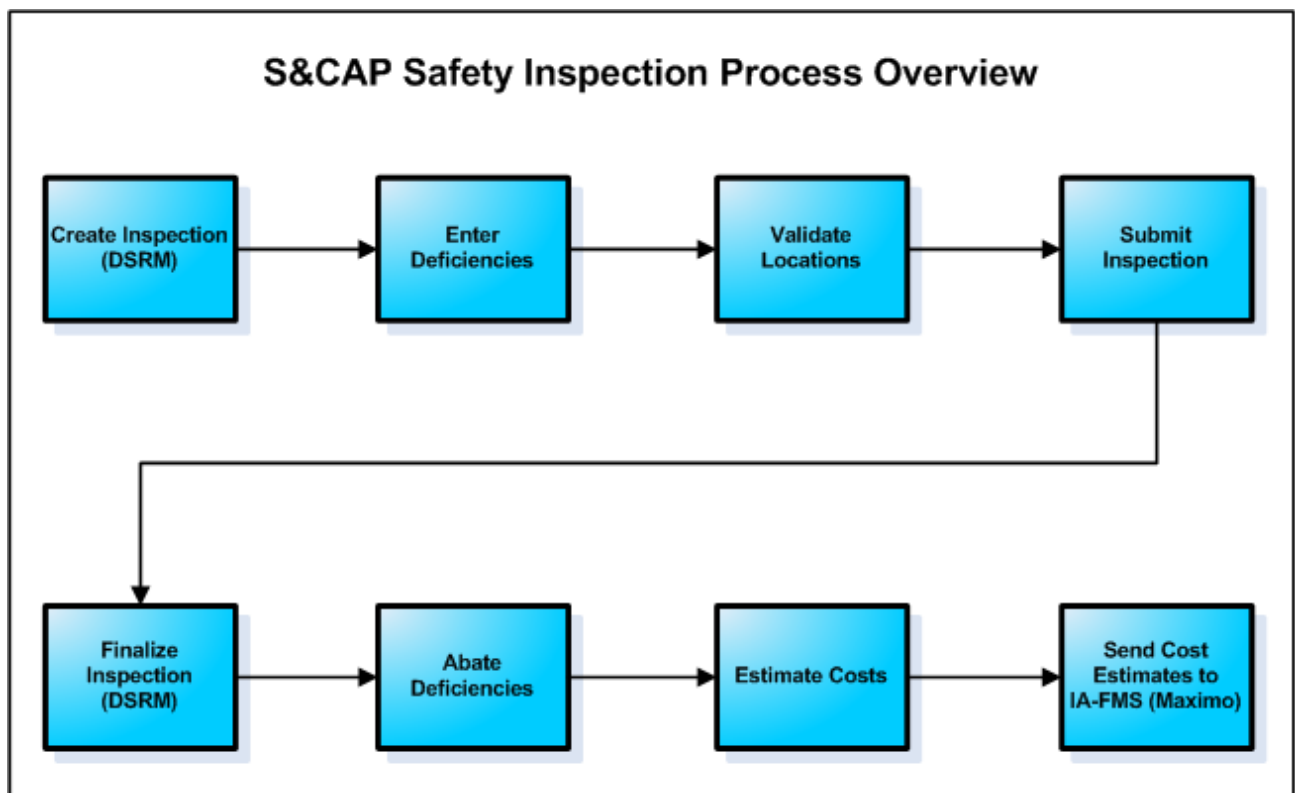 S&CAP Safety Inspection Process Overview
Create Inspection
(DSRM)
Enter
Deficiencies
Validate
Locations
Submit
Inspection
Finalize
Inspection
(DSRM)
Abate
Deficiencies
Estimate Costs
Send Cost
Estimates to
IA-FMS (Maximo)